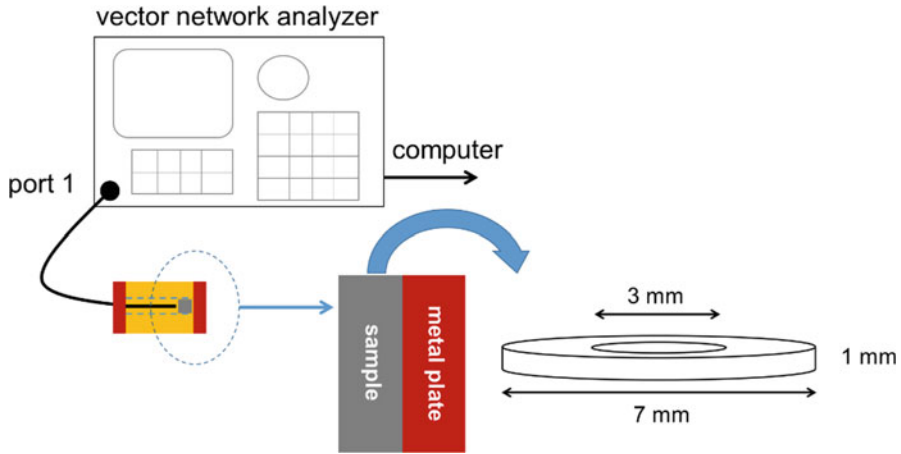 vector network analyzer
computer
port 1
sample
metal plate
3 mm
1 mm
7 mm